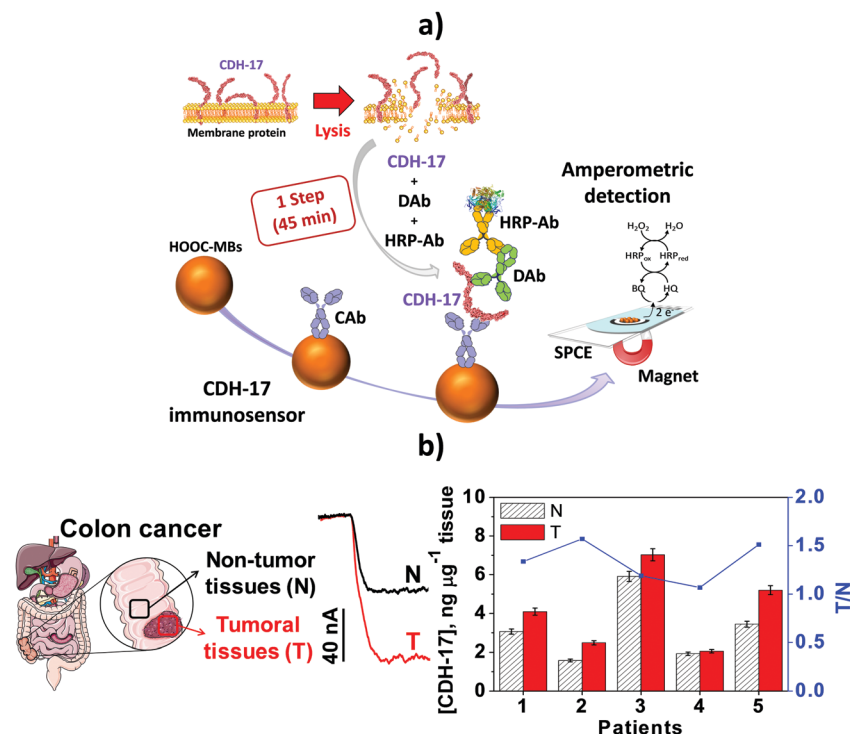 a)
CDH-17
Membrane protein
Lysis
CDH-17
+
DAb
+
HRP-Ab
1 Step
(45 min)
HOOC-MBs
CAb
CDH-17
immunosensor
HRP-Ab
DAb
CDH-17
Amperometric
detection
H₂O₂ H₂O
HRPₒₓ HRPred
BQ HQ
2 e⁻
SPCE
Magnet
b)
Colon cancer
Non-tumor
tissues (N)
Tumoral
tissues (T)
40 nA
N
T
[CDH-17], ng µg⁻¹ tissue
10
8
6
4
2
0
N
T
2.0
1.5
1.0
0.5
0.0
T/N
1 2 3 4 5
Patients